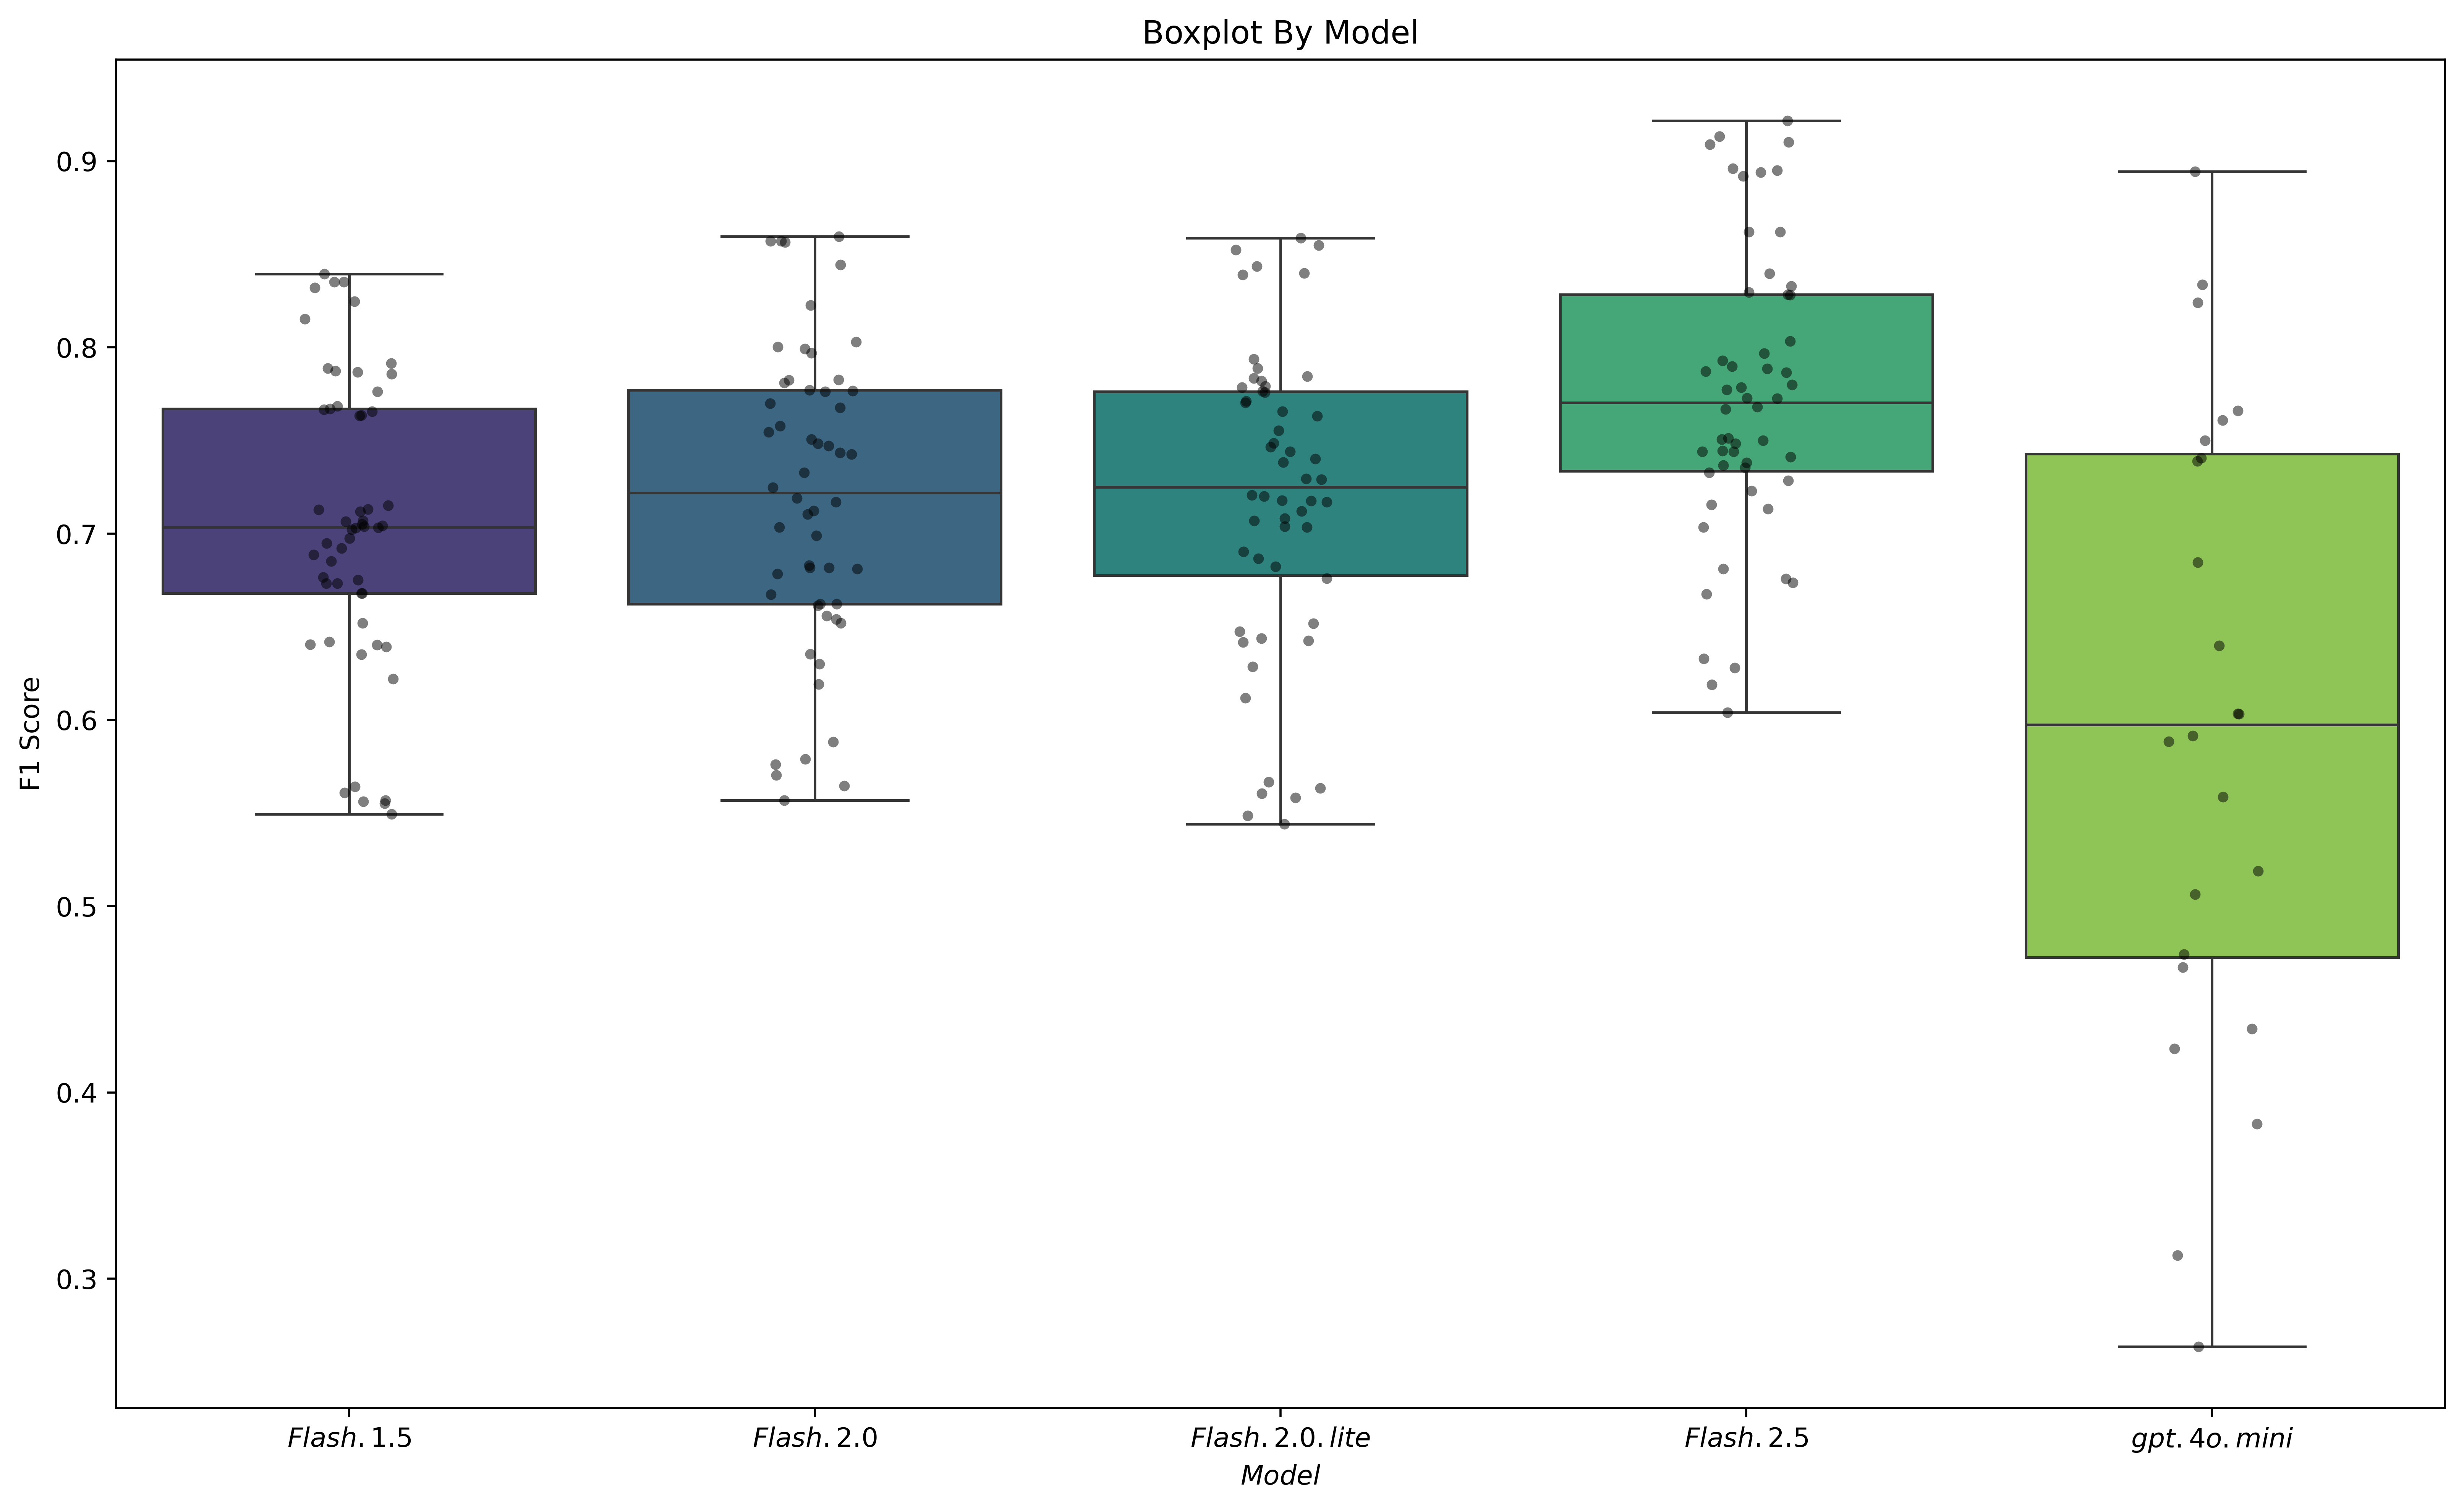 Boxplot By Model
F1 Score
0.9
0.8
0.7
0.6
0.5
0.4
0.3
Flash.1.5
Flash.2.0
Flash.2.0.lite
Flash.2.5
gpt.4o.mini
Model